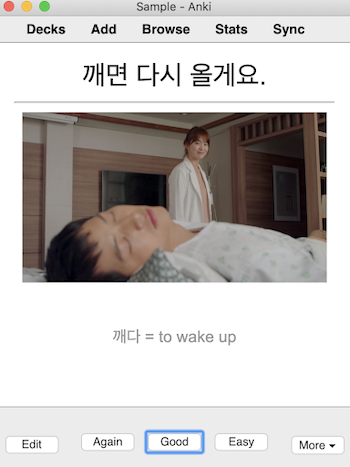 Sample - Anki
Decks Add Browse Stats Sync
깨면 다시 올게요.
깨다 = to wake up
Edit Again Good Easy More